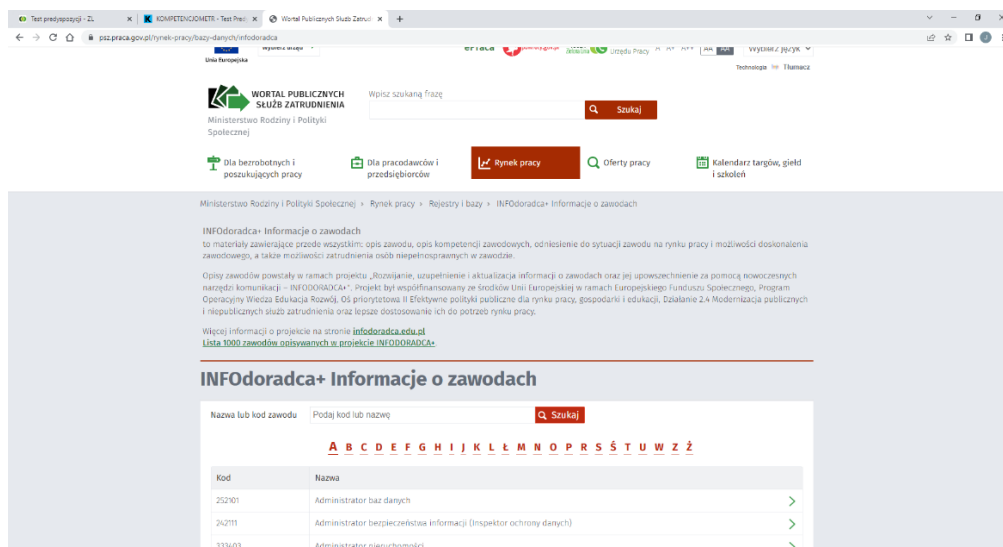 Test predyspozycji - ZL
KOMPETENCJOMETR - Test Pred
Wortal Publicznych Służb Zatrud
psz.praca.gov.pl/rynek-pracy/bazy-danych/infodoradca
Unia Europejska
Wybierz urząd
ePraca
Urzędu Pracy A A+ A++ AA AA
Wybierz język
Technologia Tłumacz
WORTAL PUBLICZNYCH
SŁUŻB ZATRUDNIENIA
Ministerstwo Rodziny i Polityki
Społecznej
Wpisz szukaną frazę
Szukaj
Dla bezrobotnych i
poszukujących pracy
Dla pracodawców i
przedsiębiorców
Rynek pracy
Oferty pracy
Kalendarz targów, giełd
i szkoleń
Ministerstwo Rodziny i Polityki Społecznej › Rynek pracy › Rejestry i bazy › INFOdoradca+ Informacje o zawodach
INFOdoradca+ Informacje o zawodach
to materiały zawierające przede wszystkim: opis zawodu, opis kompetencji zawodowych, odniesienie do sytuacji zawodu na rynku pracy i możliwości doskonalenia
zawodowego, a także możliwości zatrudnienia osób niepełnosprawnych w zawodzie.
Opisy zawodów powstały w ramach projektu „Rozwijanie, uzupełnienie i aktualizacja informacji o zawodach oraz jej upowszechnienie za pomocą nowoczesnych
narzędzi komunikacji – INFODORADCA+". Projekt był współfinansowany ze środków Unii Europejskiej w ramach Europejskiego Funduszu Społecznego, Program
Operacyjny Wiedza Edukacja Rozwój, Oś priorytetowa II Efektywne polityki publiczne dla rynku pracy, gospodarki i edukacji, Działanie 2.4 Modernizacja publicznych
i niepublicznych służb zatrudnienia oraz lepsze dostosowanie ich do potrzeb rynku pracy.
Więcej informacji o projekcie na stronie infodoradca.edu.pl
Lista 1000 zawodów opisywanych w projekcie INFODORADCA+.
INFOdoradca+ Informacje o zawodach
Nazwa lub kod zawodu Podaj kod lub nazwę Szukaj
A B C D E F G H I J K L Ł M N O P R S Ś T U W Z Ż
Kod Nazwa
252101 Administrator baz danych
242111 Administrator bezpieczeństwa informacji (Inspektor ochrony danych)
333403 Administrator nieruchomości